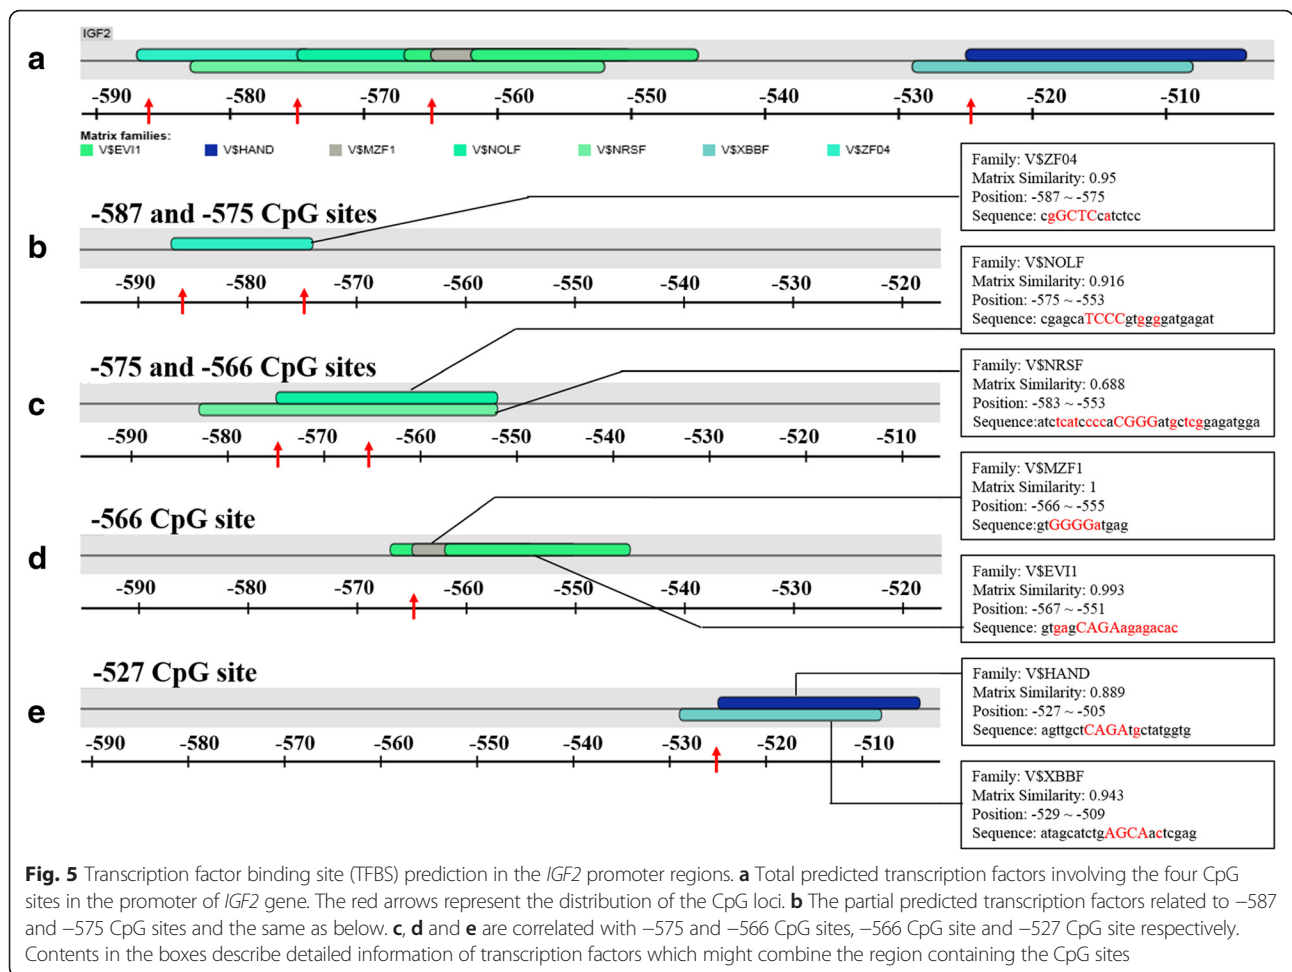 IGF2
a
-590 -580 -570 -560 -550 -540 -530 -520 -510
Matrix families:
V$EVI1 V$HAND V$MZF1 V$NOLF V$NRSF V$XBBF V$ZF04
Family: V$ZF04
Matrix Similarity: 0.95
Position: -587 ~ -575
Sequence: cgGCTCcatctcc
-587 and -575 CpG sites
b
-590 -580 -570 -560 -550 -540 -530 -520
Family: V$NOLF
Matrix Similarity: 0.916
Position: -575 ~ -553
Sequence: cgagcaTCCCgtggggatgagat
-575 and -566 CpG sites
c
-590 -580 -570 -560 -550 -540 -530 -520 -510
Family: V$NRSF
Matrix Similarity: 0.688
Position: -583 ~ -553
Sequence:atctcatccccaCGGGatgctcggagatgga
-566 CpG site
d
-590 -580 -570 -560 -550 -540 -530 -520
Family: V$MZF1
Matrix Similarity: 1
Position: -566 ~ -555
Sequence:gtGGGGatgag
Family: V$EVI1
Matrix Similarity: 0.993
Position: -567 ~ -551
Sequence: gtgagCAGAagagacac
-527 CpG site
e
-590 -580 -570 -560 -550 -540 -530 -520 -510
Family: V$HAND
Matrix Similarity: 0.889
Position: -527 ~ -505
Sequence: agttgctCAGAtgctatggtg
Family: V$XBBF
Matrix Similarity: 0.943
Position: -529 ~ -509
Sequence: atagcatctgAGCAactcgag
Fig. 5 Transcription factor binding site (TFBS) prediction in the IGF2 promoter regions. a Total predicted transcription factors involving the four CpG
sites in the promoter of IGF2 gene. The red arrows represent the distribution of the CpG loci. b The partial predicted transcription factors related to −587
and −575 CpG sites and the same as below. c, d and e are correlated with −575 and −566 CpG sites, −566 CpG site and −527 CpG site respectively.
Contents in the boxes describe detailed information of transcription factors which might combine the region containing the CpG sites